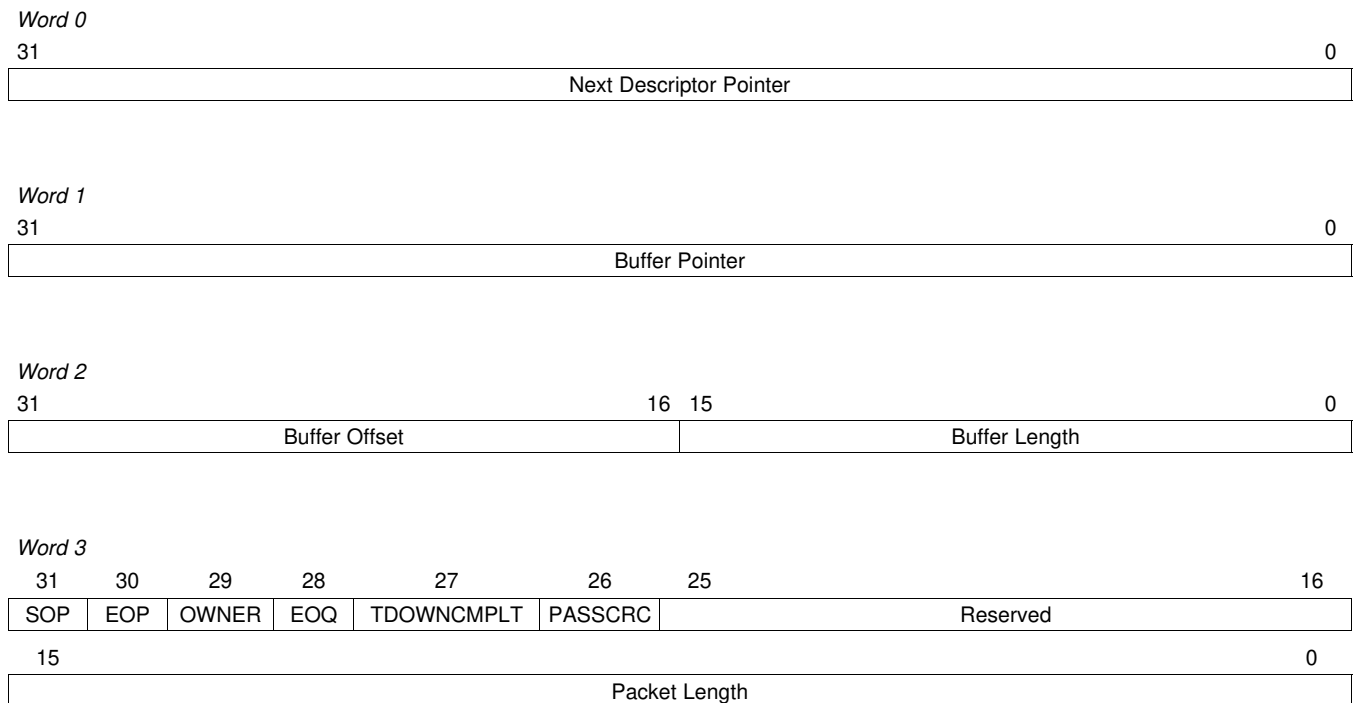 Word 0
31 0
Next Descriptor Pointer
Word 1
31 0
Buffer Pointer
Word 2
31 16 15 0
Buffer Offset Buffer Length
Word 3
31 30 29 28 27 26 25 16
SOP EOP OWNER EOQ TDOWNCMPLT PASSCRC Reserved
15 0
Packet Length